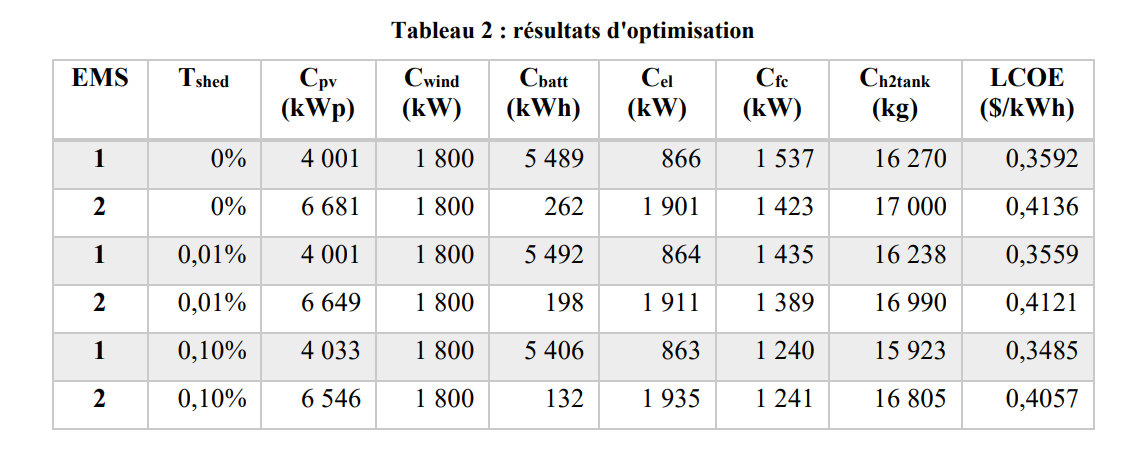 Tableau 2 : résultats d'optimisation
EMS Tshed Cpv (kWp) Cwind (kW) Cbatt (kWh) Cel (kW) Cfc (kW) Ch2tank (kg) LCOE ($/kWh)
1 0% 4 001 1 800 5 489 866 1 537 16 270 0,3592
2 0% 6 681 1 800 262 1 901 1 423 17 000 0,4136
1 0,01% 4 001 1 800 5 492 864 1 435 16 238 0,3559
2 0,01% 6 649 1 800 198 1 911 1 389 16 990 0,4121
1 0,10% 4 033 1 800 5 406 863 1 240 15 923 0,3485
2 0,10% 6 546 1 800 132 1 935 1 241 16 805 0,4057